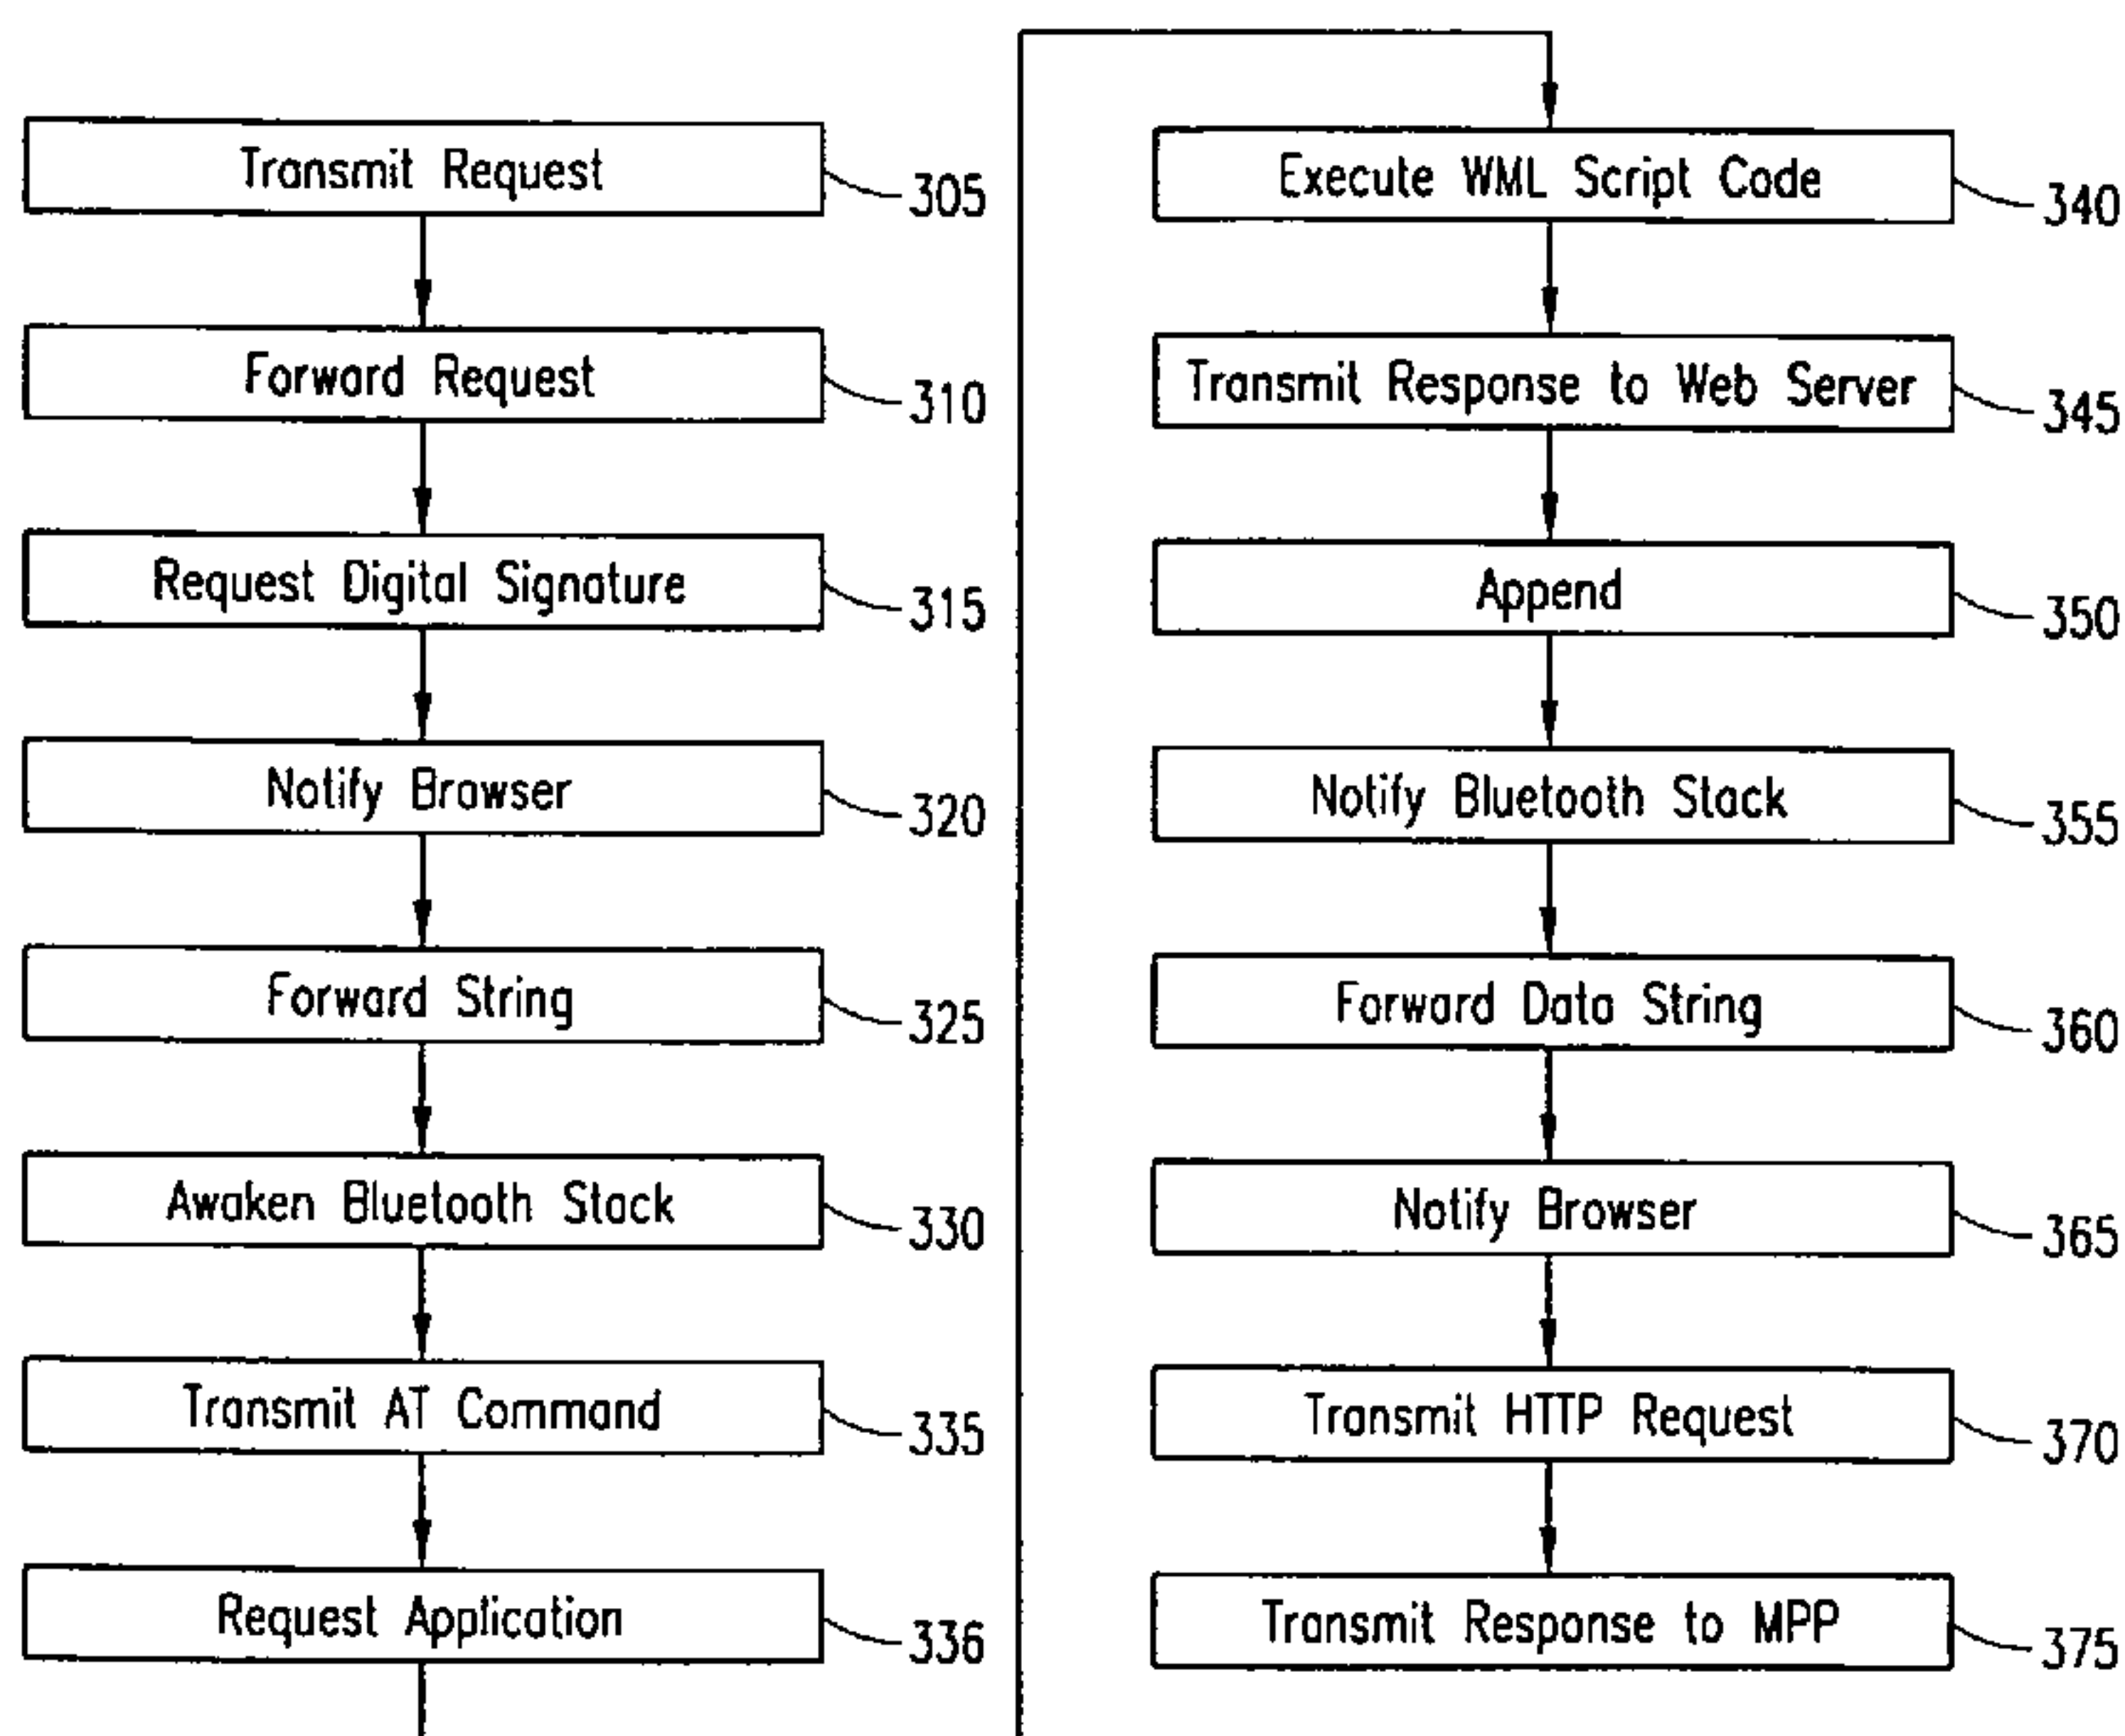 Transmit Request
305
Forward Request
310
Request Digital Signature
315
Notify Browser
320
Forward String
325
Awaken Bluetooth Stack
330
Transmit AT Command
335
Request Application
336
Execute WML Script Code
340
Transmit Response to Web Server
345
Append
350
Notify Bluetooth Stack
355
Forward Data String
360
Notify Browser
365
Transmit HTTP Request
370
Transmit Response to MPP
375